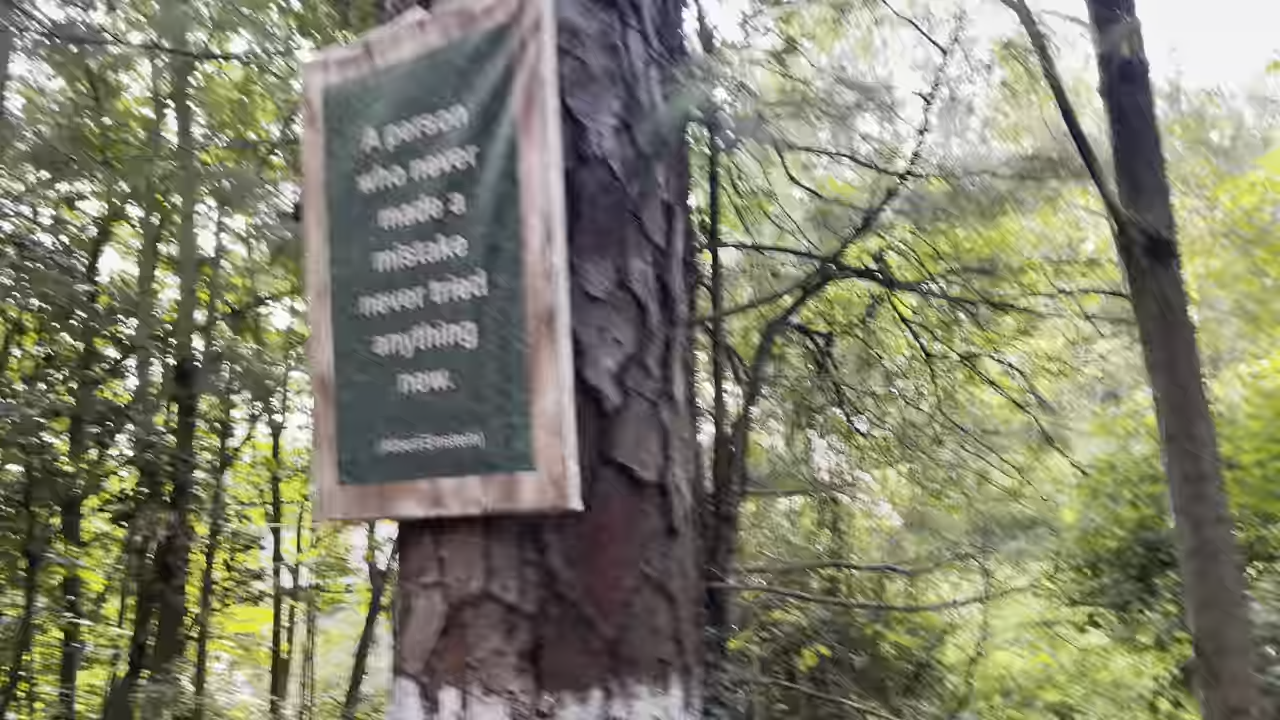 A person
who never
made a
mistake
never tried
anything
new.
(Albert Einstein)